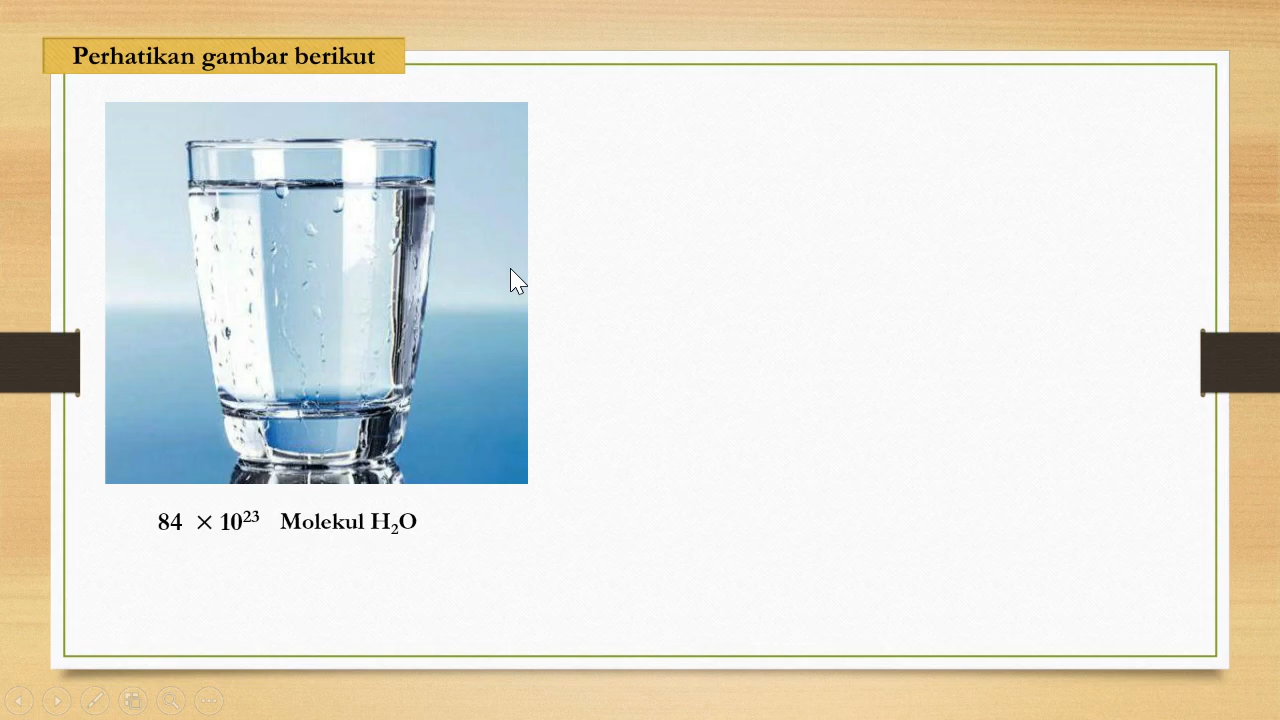 Perhatikan gambar berikut
84 × 10²³ Molekul H₂O